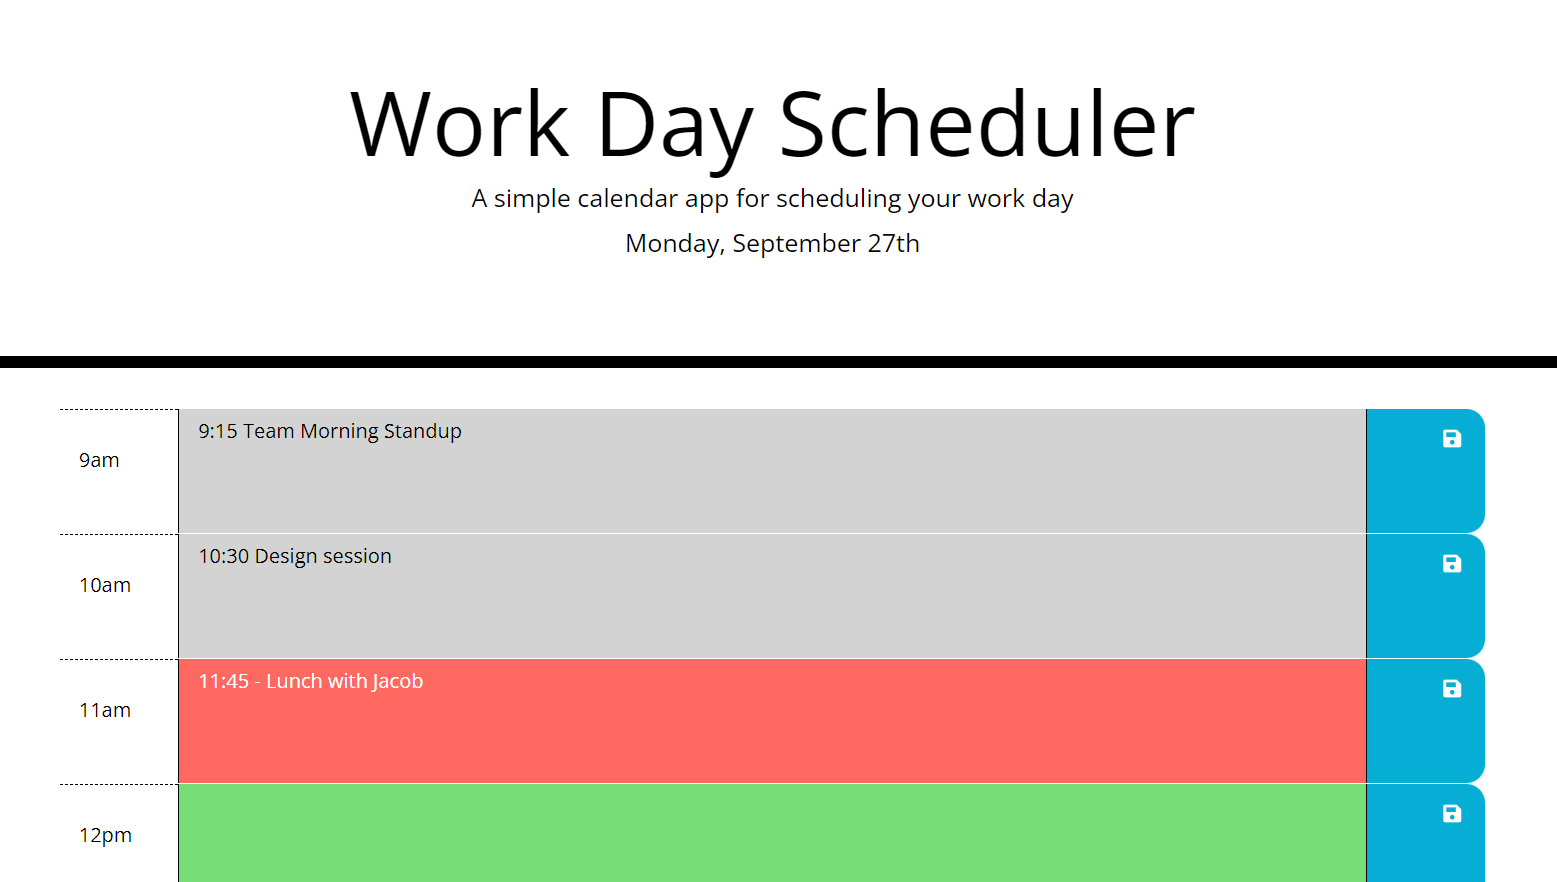 Work Day Scheduler
A simple calendar app for scheduling your work day
Monday, September 27th
9am
9:15 Team Morning Standup
10am
10:30 Design session
11am
11:45 - Lunch with Jacob
12pm